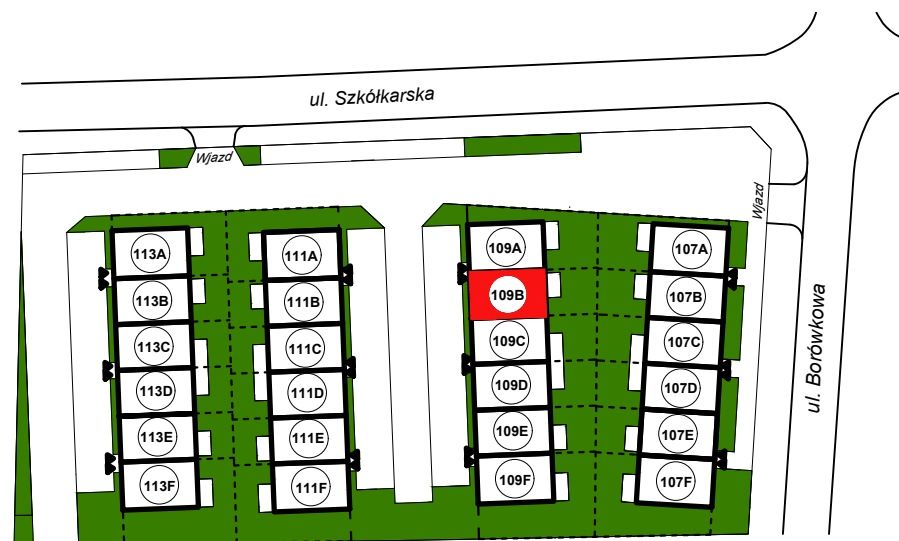 ul. Szkółkarska
Wjazd
Wjazd
ul. Borówkowa
113A
113B
113C
113D
113E
113F
111A
111B
111C
111D
111E
111F
109A
109B
109C
109D
109E
109F
107A
107B
107C
107D
107E
107F